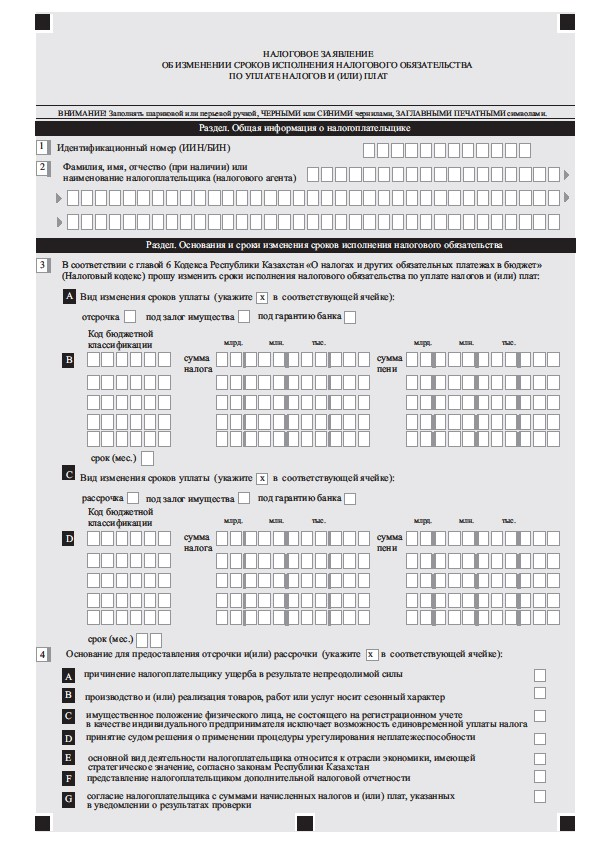 НАЛОГОВОЕ ЗАЯВЛЕНИЕ
ОБ ИЗМЕНЕНИИ СРОКОВ ИСПОЛНЕНИЯ НАЛОГОВОГО ОБЯЗАТЕЛЬСТВА
ПО УПЛАТЕ НАЛОГОВ И (ИЛИ) ПЛАТ
ВНИМАНИЕ! Заполнять шариковой или перьевой ручкой, ЧЕРНЫМИ или СИНИМИ чернилами, ЗАГЛАВНЫМИ ПЕЧАТНЫМИ символами.
Раздел. Общая информация о налогоплательщике
1 Идентификационный номер (ИИН/БИН)
2 Фамилия, имя, отчество (при наличии) или
наименование налогоплательщика (налогового агента)
Раздел. Основания и сроки изменения сроков исполнения налогового обязательства
3 В соответствии с главой 6 Кодекса Республики Казахстан «О налогах и других обязательных платежах в бюджет»
(Налоговый кодекс) прошу изменить сроки исполнения налогового обязательства по уплате налогов и (или) плат:
A Вид изменения сроков уплаты (укажите x в соответствующей ячейке):
отсрочка под залог имущества под гарантию банка
Код бюджетной
классификации млрд. млн. тыс. млрд. млн. тыс.
B сумма сумма
налога пени
срок (мес.)
C Вид изменения сроков уплаты (укажите x в соответствующей ячейке):
рассрочка под залог имущества под гарантию банка
Код бюджетной
классификации млрд. млн. тыс. млрд. млн. тыс.
D сумма сумма
налога пени
срок (мес.)
4 Основание для предоставления отсрочки и(или) рассрочки (укажите x в соответствующей ячейке):
A причинение налогоплательщику ущерба в результате непреодолимой силы
B производство и (или) реализация товаров, работ или услуг носит сезонный характер
C имущественное положение физического лица, не состоящего на регистрационном учете
в качестве индивидуального предпринимателя исключает возможность единовременной уплаты налога
D принятие судом решения о применении процедуры урегулирования неплатежеспособности
E основной вид деятельности налогоплательщика относится к отрасли экономики, имеющей
стратегическое значение, согласно законам Республики Казахстан
F представление налогоплательщиком дополнительной налоговой отчетности
G согласие налогоплательщика с суммами начисленных налогов и (или) плат, указанных
в уведомлении о результатах проверки